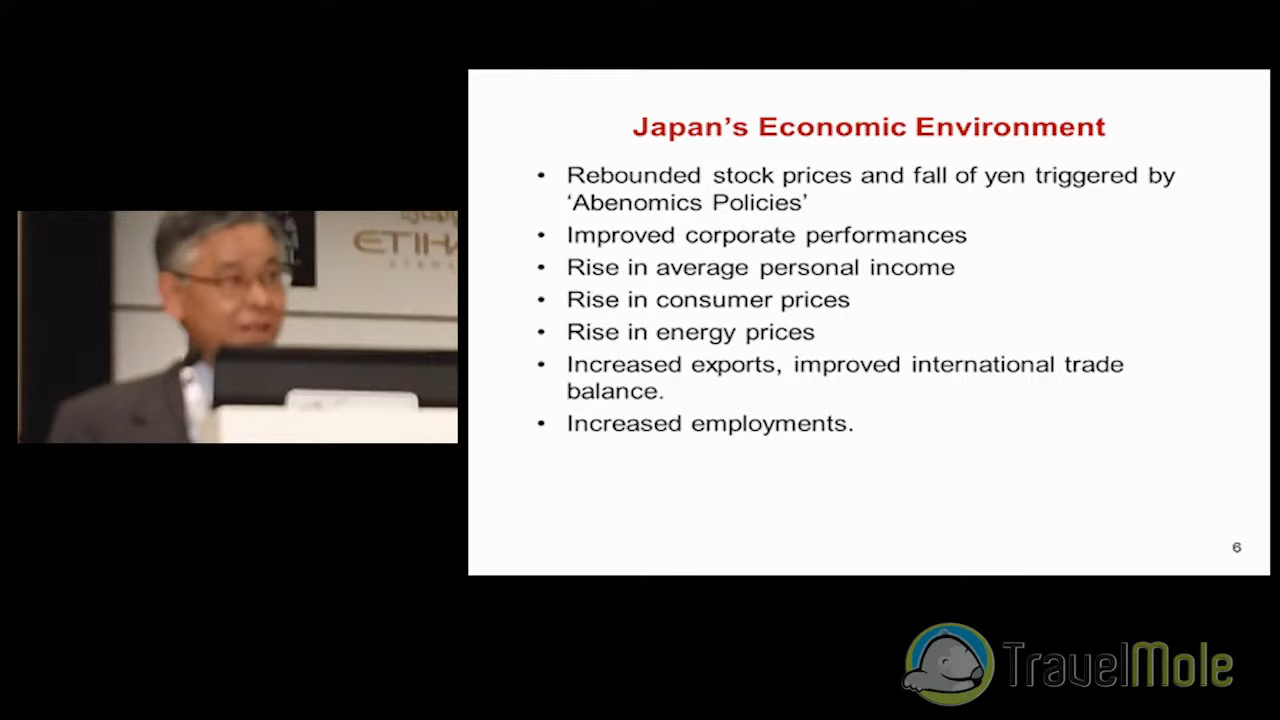 Japan's Economic Environment
• Rebounded stock prices and fall of yen triggered by
'Abenomics Policies'
• Improved corporate performances
• Rise in average personal income
• Rise in consumer prices
• Rise in energy prices
• Increased exports, improved international trade
balance.
• Increased employments.
6
TravelMole